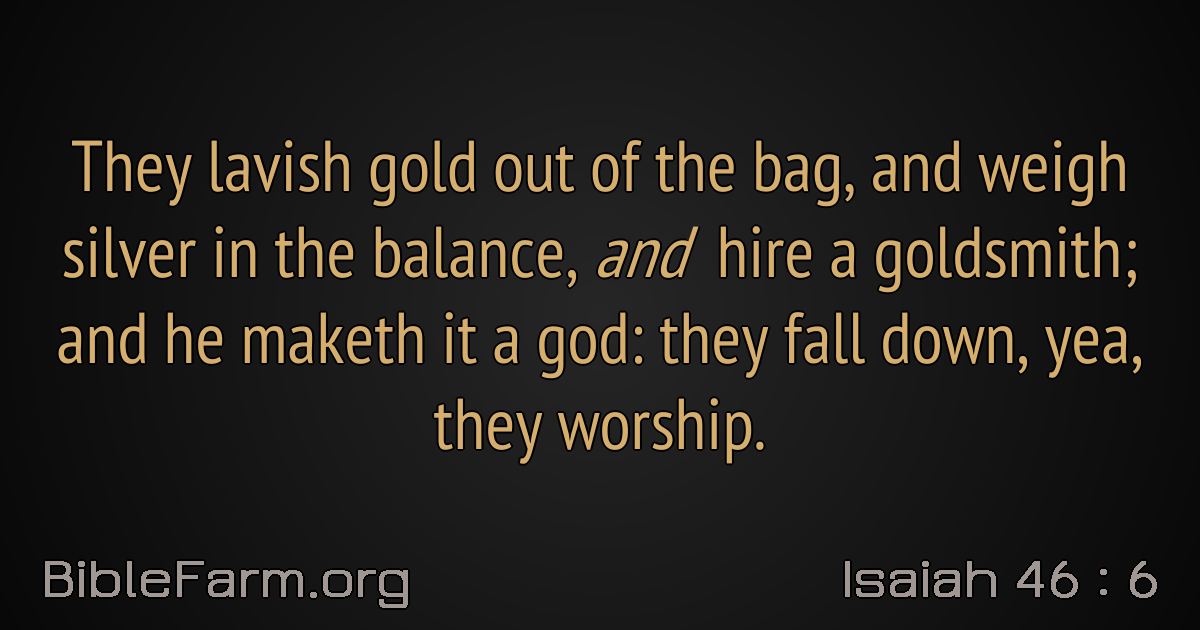 They lavish gold out of the bag, and weigh
silver in the balance, and hire a goldsmith;
and he maketh it a god: they fall down, yea,
they worship.
BibleFarm.org
Isaiah 46 : 6